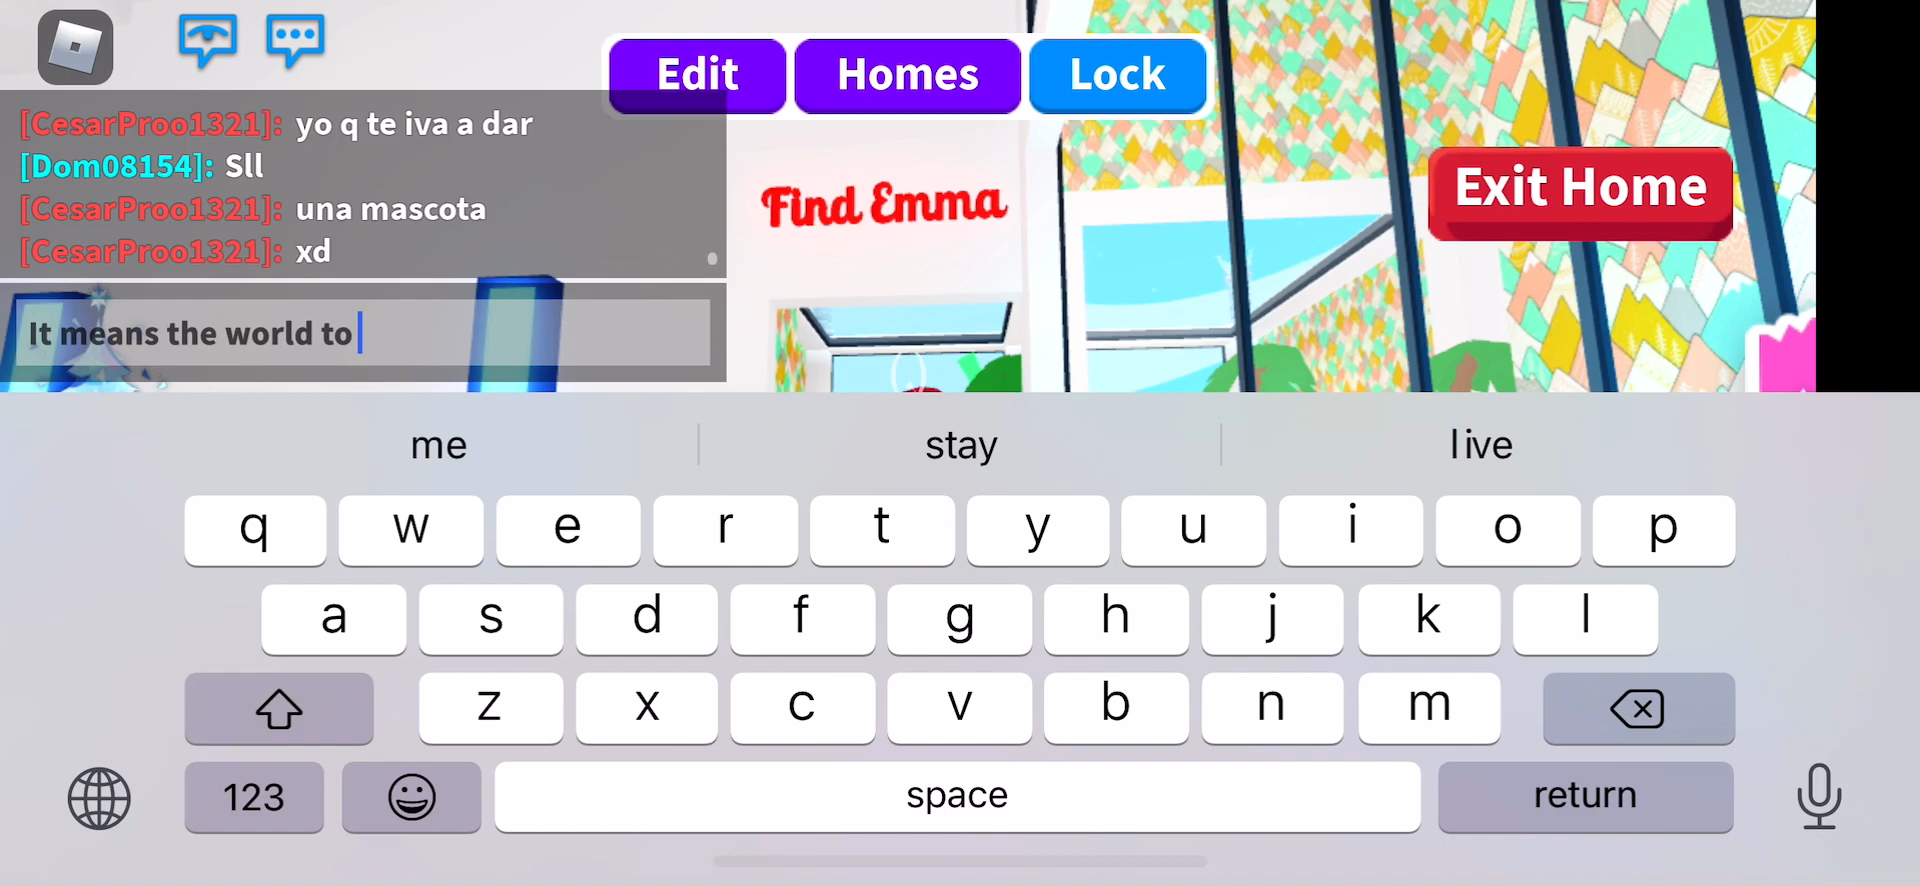 Edit Homes Lock
[CesarProo1321]: yo q te iva a dar
[Dom08154]: Sll
[CesarProo1321]: una mascota
[CesarProo1321]: xd
Find Emma
Exit Home
It means the world to
me stay live
q w e r t y u i o p
a s d f g h j k l
z x c v b n m
123 space return